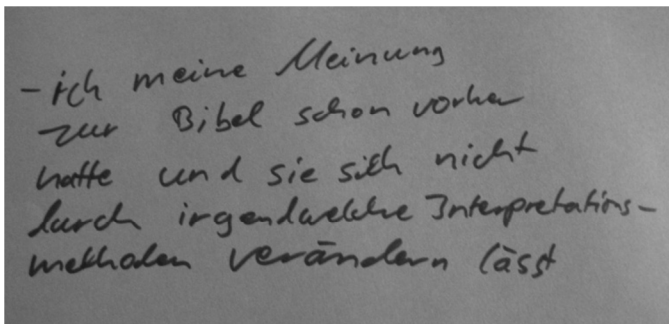 - ich meine Meinung
zur Bibel schon vorher
hatte und sie sich nicht
durch irgendwelche Interpretations-
methoden verändern lässt